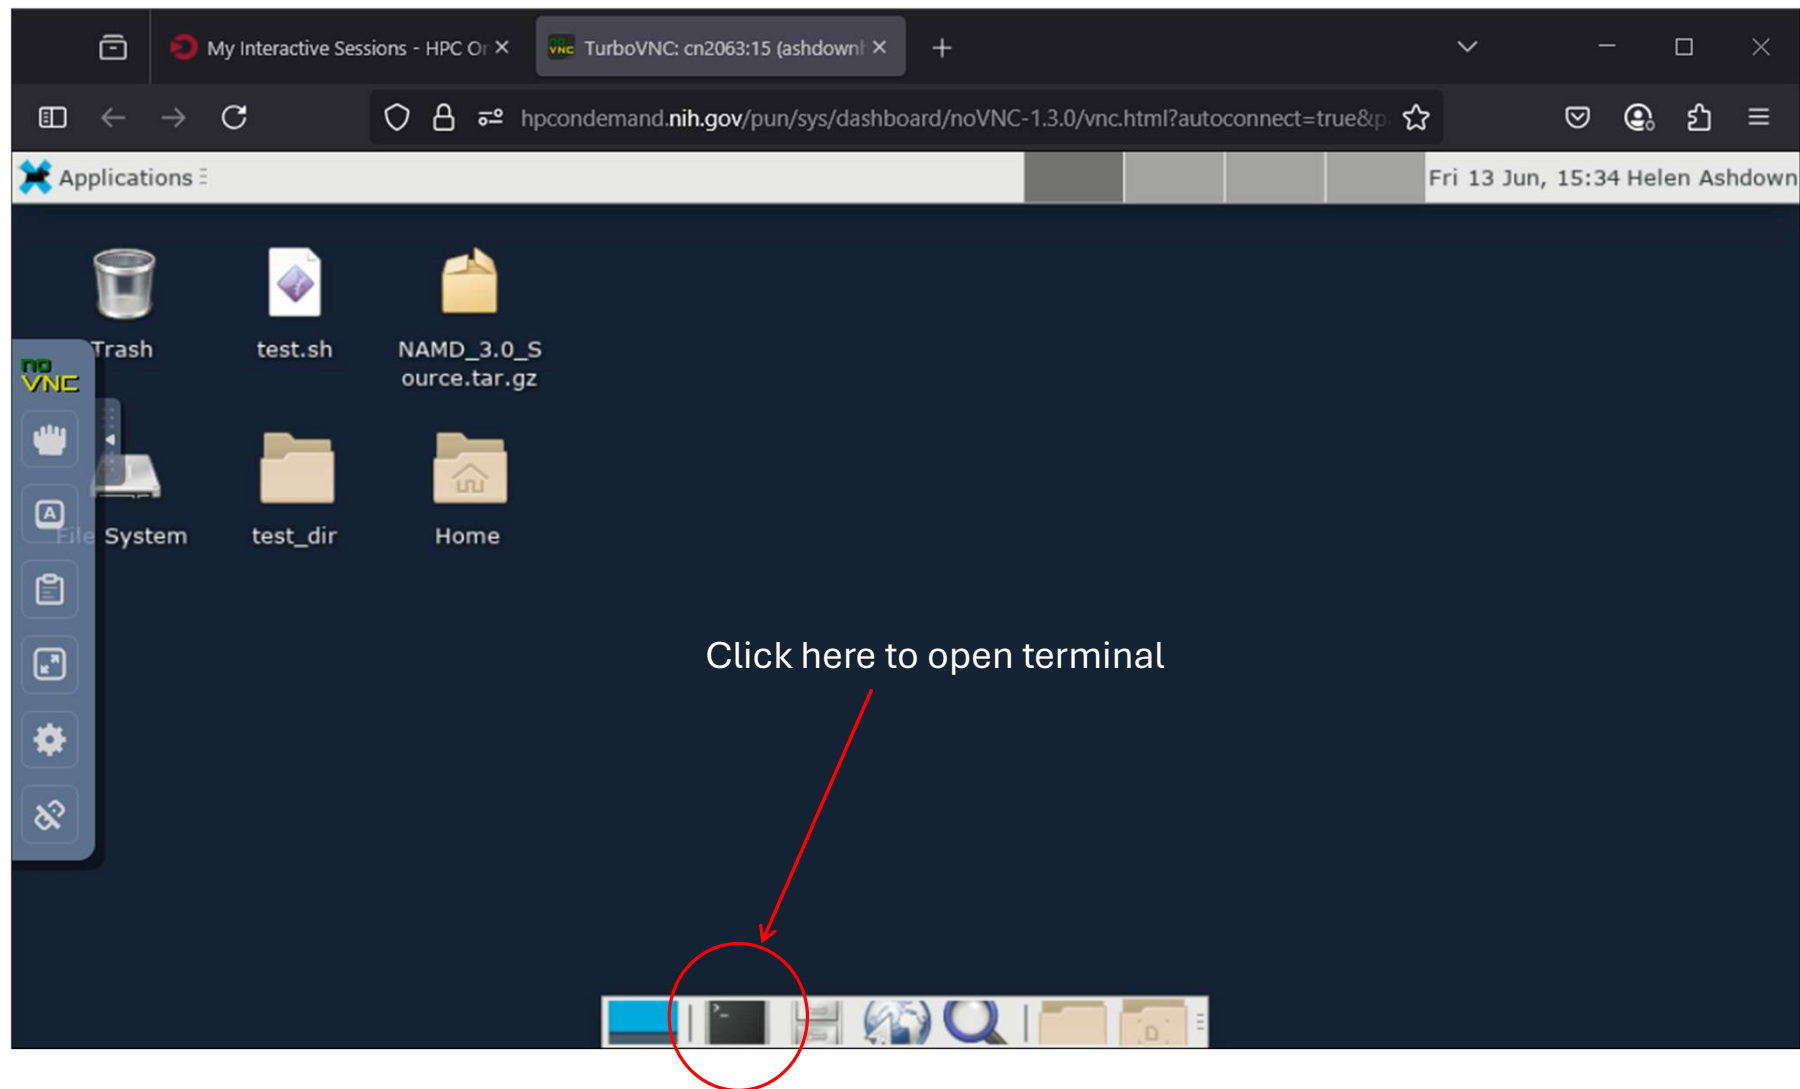 My Interactive Sessions - HPC Or
TurboVNC: cn2063:15 (ashdownh
hpcondemand.nih.gov/pun/sys/dashboard/noVNC-1.3.0/vnc.html?autoconnect=true&p
Applications
Fri 13 Jun, 15:34 Helen Ashdown
Trash
test.sh
NAMD_3.0_S
ource.tar.gz
no
VNC
A
File System
test_dir
Home
Click here to open terminal
>_
D